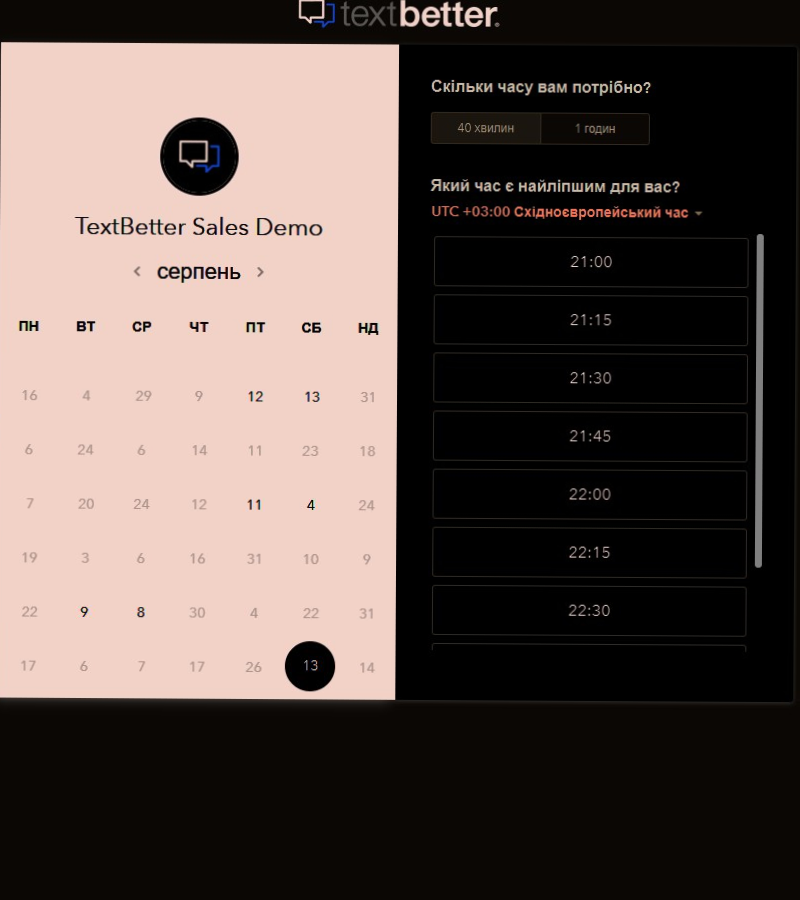 textbetter.
TextBetter Sales Demo
серпень
ПН ВТ СР ЧТ ПТ СБ НД
16 4 29 9 12 13 31
6 24 6 14 11 23 18
7 20 24 12 11 4 24
19 3 6 16 31 10 9
22 9 8 30 4 22 31
17 6 7 17 26 13 14
Скільки часу вам потрібно?
40 хвилин 1 годин
Який час є найліпшим для вас?
UTC +03:00 Східноєвропейський час
21:00
21:15
21:30
21:45
22:00
22:15
22:30